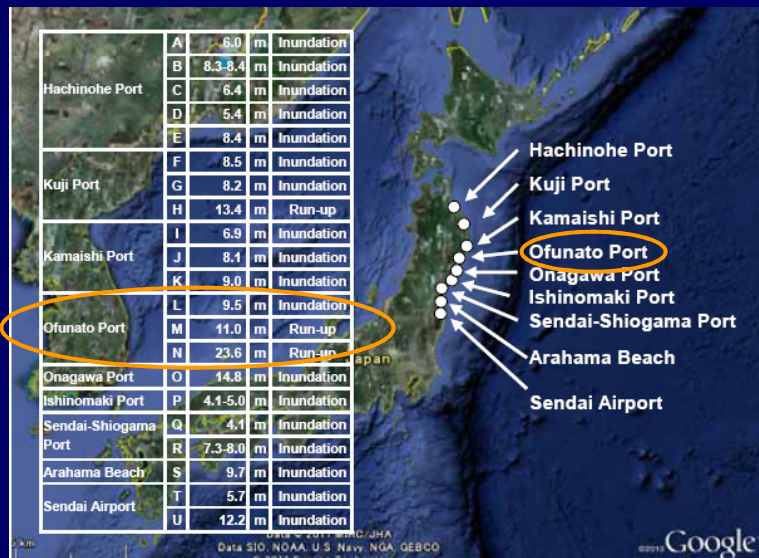 Hachinohe Port
A 6.0 m Inundation
B 8.3-8.4 m Inundation
C 6.4 m Inundation
D 5.4 m Inundation
E 8.4 m Inundation
Kuji Port
F 8.5 m Inundation
G 8.2 m Inundation
H 13.4 m Run-up
Kamaishi Port
I 6.9 m Inundation
J 8.1 m Inundation
K 9.0 m Inundation
Ofunato Port
L 9.5 m Inundation
M 11.0 m Run-up
N 23.6 m Run-up
Onagawa Port O 14.8 m Inundation
Ishinomaki Port P 4.1-5.0 m Inundation
Sendai-Shiogama
Port
Q 4.1 m Inundation
R 7.3-8.0 m Inundation
Arahama Beach S 9.7 m Inundation
Sendai Airport
T 5.7 m Inundation
U 12.2 m Inundation
Hachinohe Port
Kuji Port
Kamaishi Port
Ofunato Port
Onagawa Port
Ishinomaki Port
Sendai-Shiogama Port
Arahama Beach
Sendai Airport
Japan
Data SIO, NOAA, U.S. Navy, NGA, GEBCO
Google